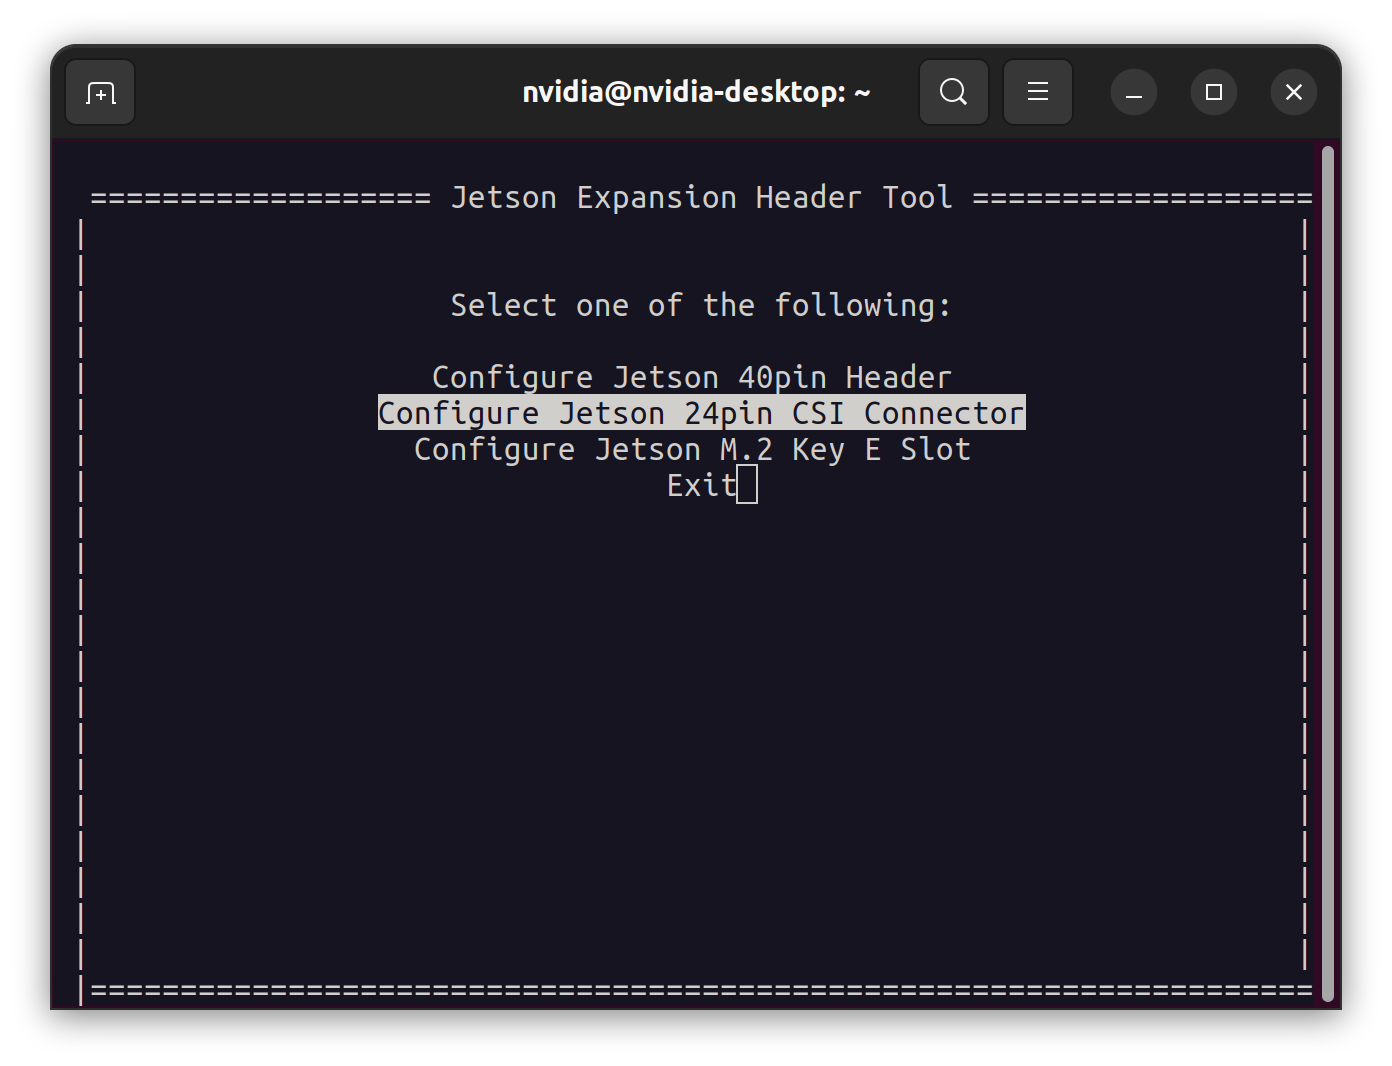 nvidia@nvidia-desktop: ~
=================== Jetson Expansion Header Tool ===================
Select one of the following:
Configure Jetson 40pin Header
Configure Jetson 24pin CSI Connector
Configure Jetson M.2 Key E Slot
Exit
====================================================================